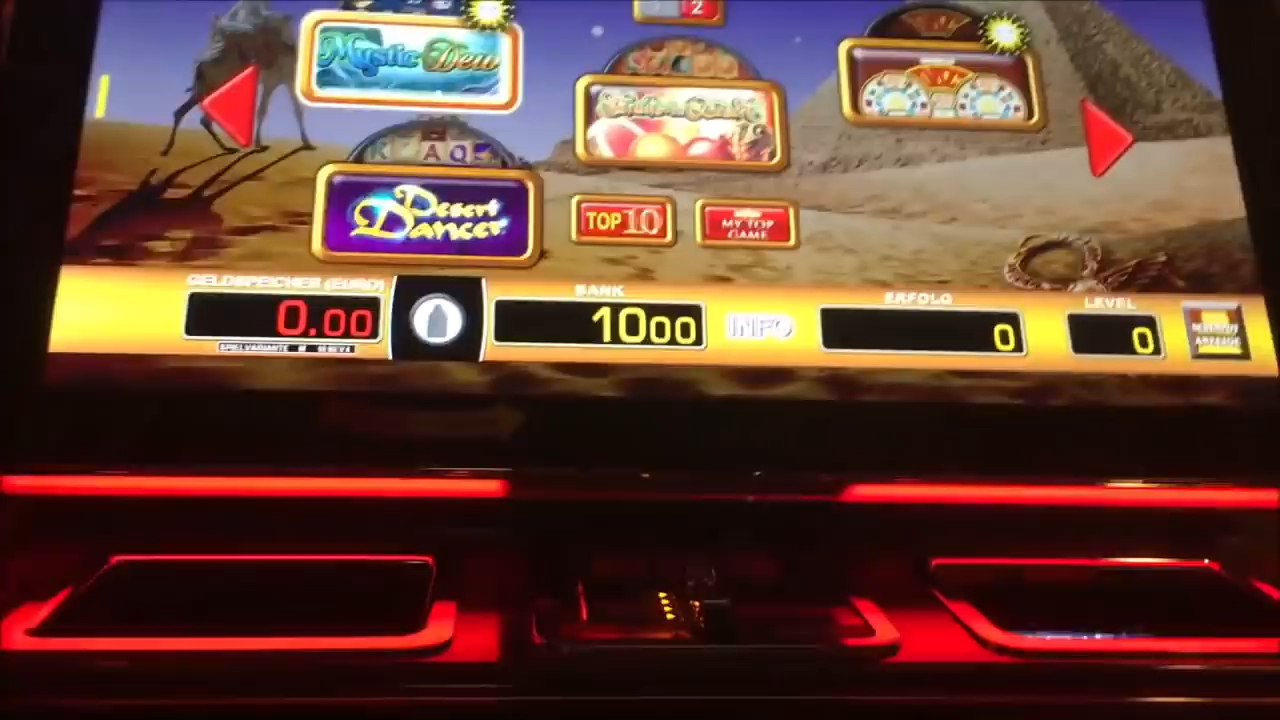 2
Mystic Dew
K A Q
Desert
Dancer
TOP 10
MY TOP
GAME
GELDSPEICHER (EURO)
0.00
SPIELVARIANTE
BANK
1000
INFO
ERFOLG
0
LEVEL
0